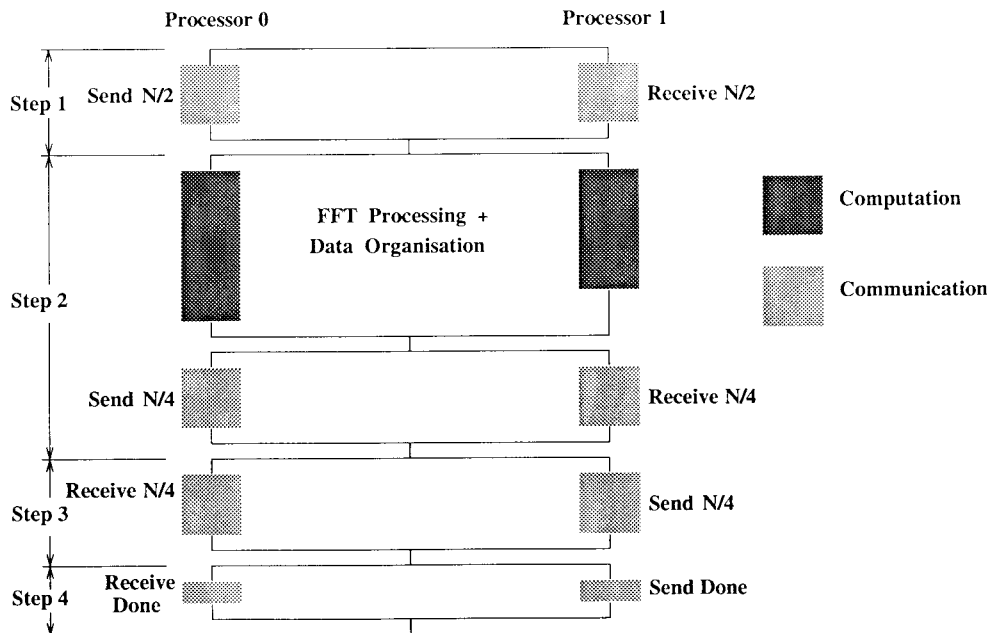 Processor 0
Processor 1
Step 1
Send N/2
Receive N/2
Step 2
FFT Processing +
Data Organisation
Computation
Communication
Send N/4
Receive N/4
Step 3
Receive N/4
Send N/4
Step 4
Receive
Done
Send Done